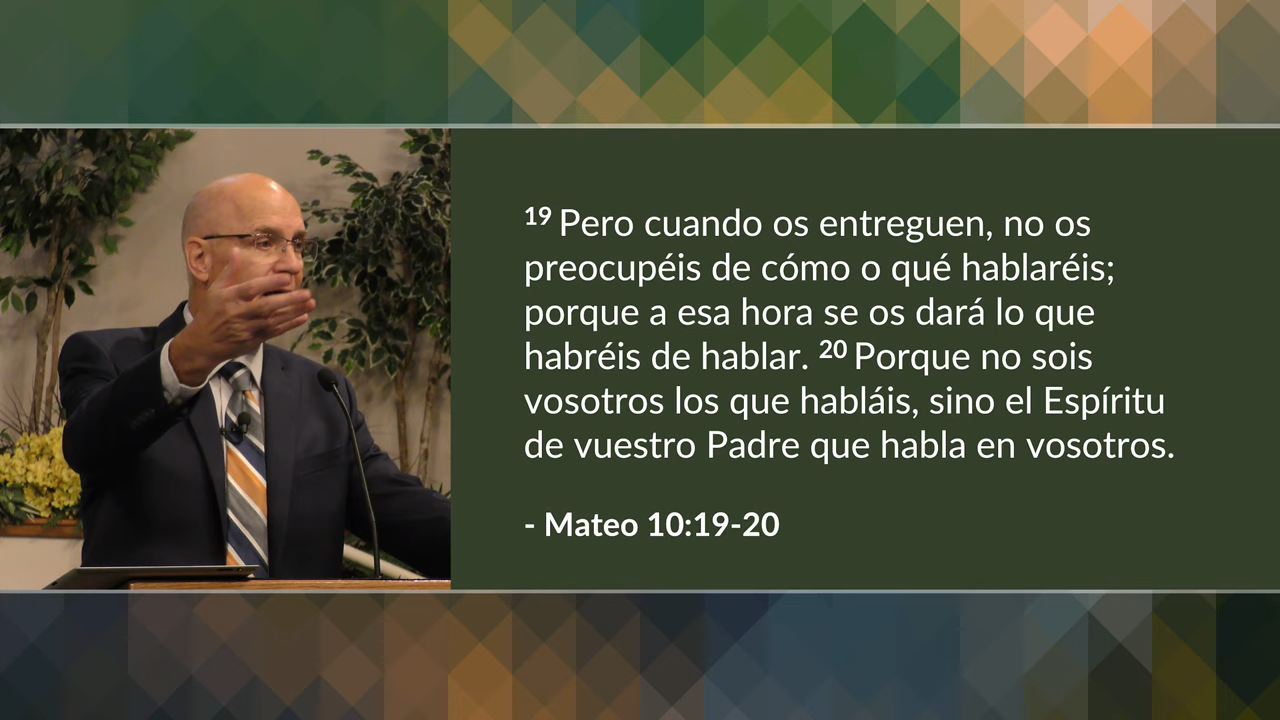 19 Pero cuando os entreguen, no os
preocupéis de cómo o qué hablaréis;
porque a esa hora se os dará lo que
habréis de hablar. 20 Porque no sois
vosotros los que habláis, sino el Espíritu
de vuestro Padre que habla en vosotros.
- Mateo 10:19-20